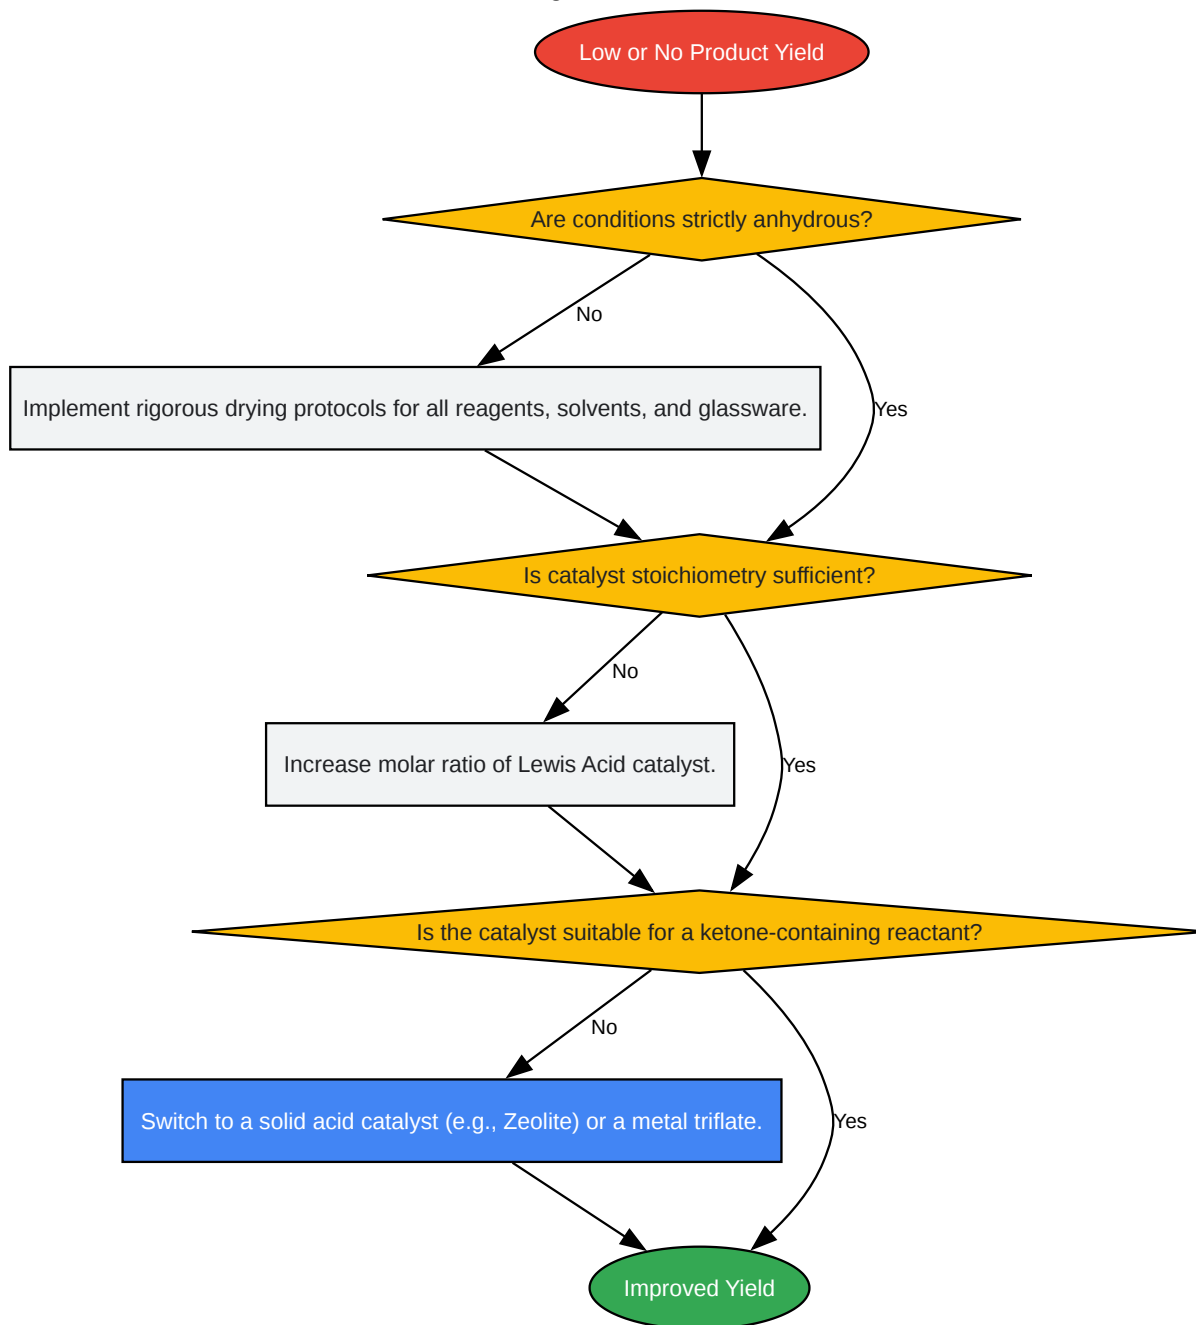 Low or No Product Yield
Are conditions strictly anhydrous?
No
Implement rigorous drying protocols for all reagents, solvents, and glassware.
Yes
Is catalyst stoichiometry sufficient?
No
Increase molar ratio of Lewis Acid catalyst.
Yes
Is the catalyst suitable for a ketone-containing reactant?
No
Switch to a solid acid catalyst (e.g., Zeolite) or a metal triflate.
Yes
Improved Yield